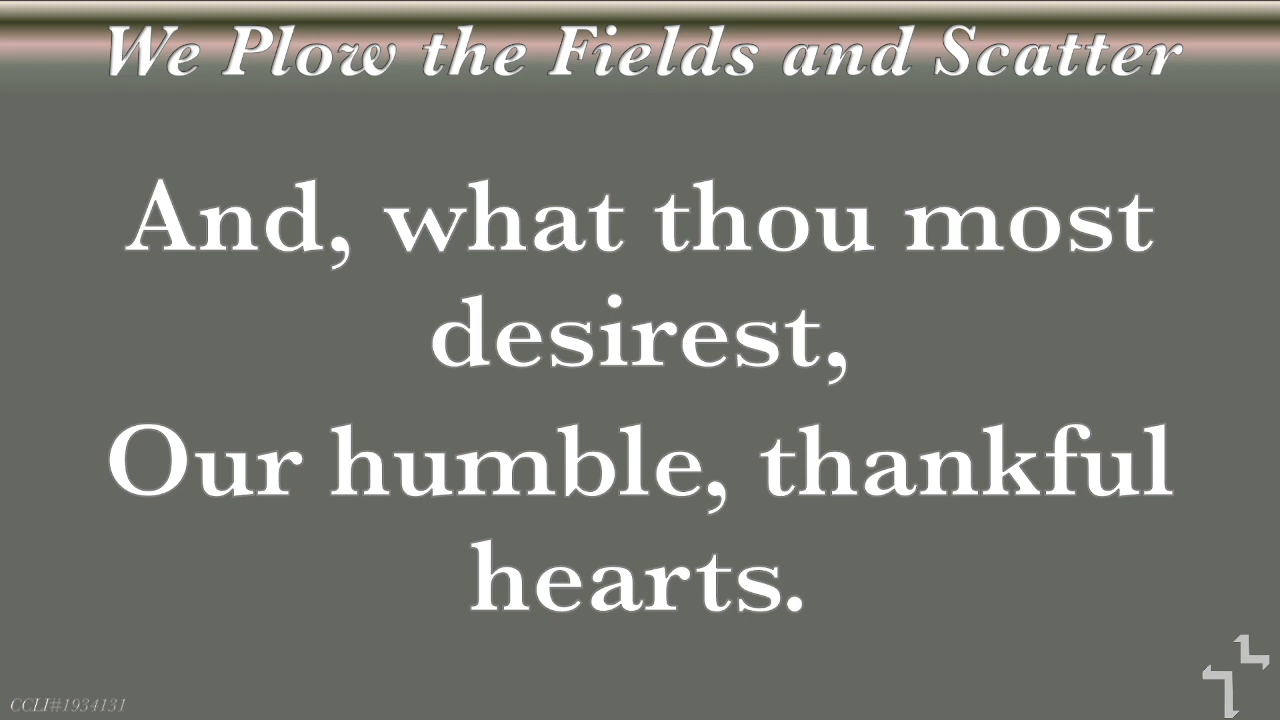 We Plow the Fields and Scatter
And, what thou most
desirest,
Our humble, thankful
hearts.
CCLI#1934131